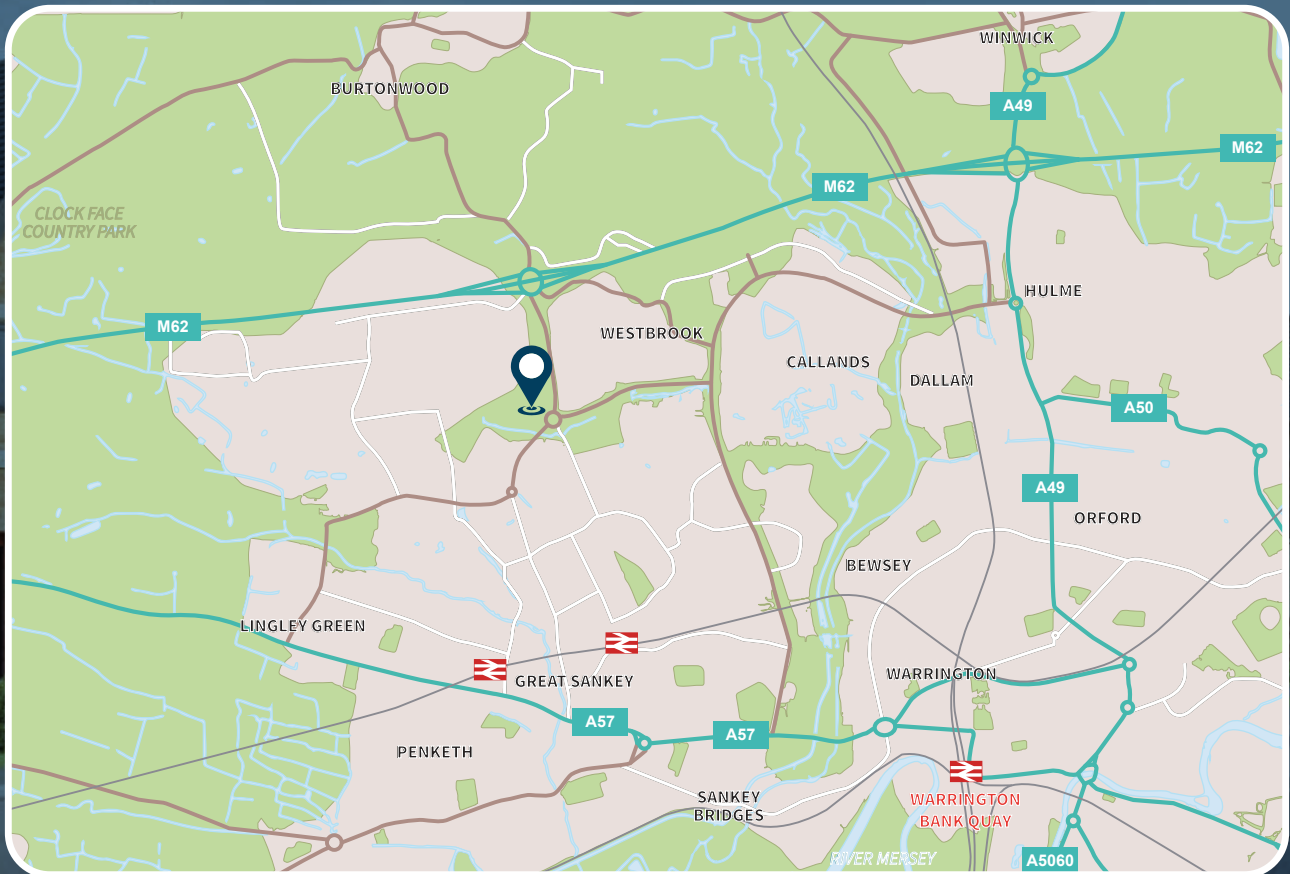 WINWICK
BURTONWOOD
A49
M62
M62
CLOCK FACE
COUNTRY PARK
HULME
M62
WESTBROOK
CALLANDS
DALLAM
A50
A49
ORFORD
BEWSEY
LINGLEY GREEN
WARRINGTON
GREAT SANKEY
A57
A57
PENKETH
SANKEY
BRIDGES
WARRINGTON
BANK QUAY
RIVER MERSEY
A5060